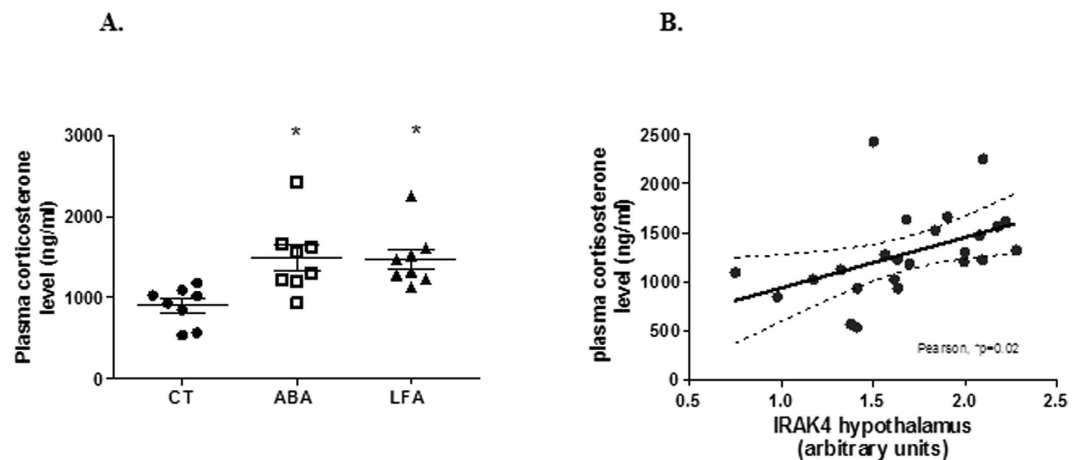 A.
B.
Plasma corticosterone
level (ng/ml)
3000
2000
1000
0
*
*
CT
ABA
LFA
plasma cortisosterone
level (ng/ml)
2500
2000
1500
1000
500
0
Pearson, *p=0.02
0.5
1.0
1.5
2.0
2.5
IRAK4 hypothalamus
(arbitrary units)